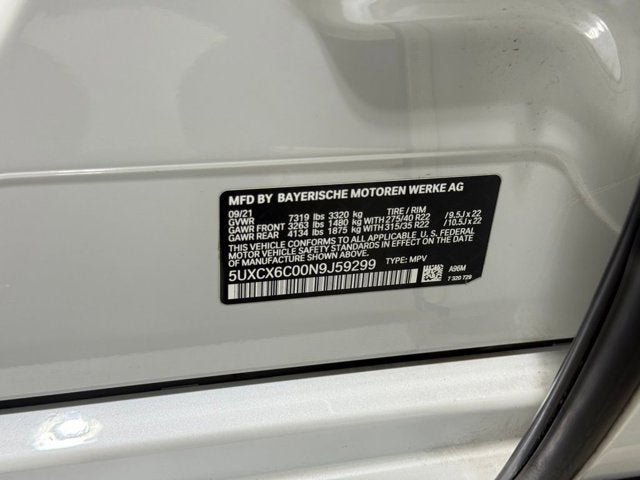 MFD BY BAYERISCHE MOTOREN WERKE AG
09/21 TIRE / RIM
GVWR 7319 lbs 3320 kg
GAWR FRONT 3263 lbs 1480 kg WITH 275/40 R22 / 9.5J x 22
GAWR REAR 4134 lbs 1875 kg WITH 315/35 R22 / 10.5J x 22
THIS VEHICLE CONFORMS TO ALL APPLICABLE U.S. FEDERAL
MOTOR VEHICLE SAFETY STANDARDS IN EFFECT ON THE DATE
OF MANUFACTURE SHOWN ABOVE.
5UXCX6C00N9J59299 TYPE: MPV
A96M
7 320 729